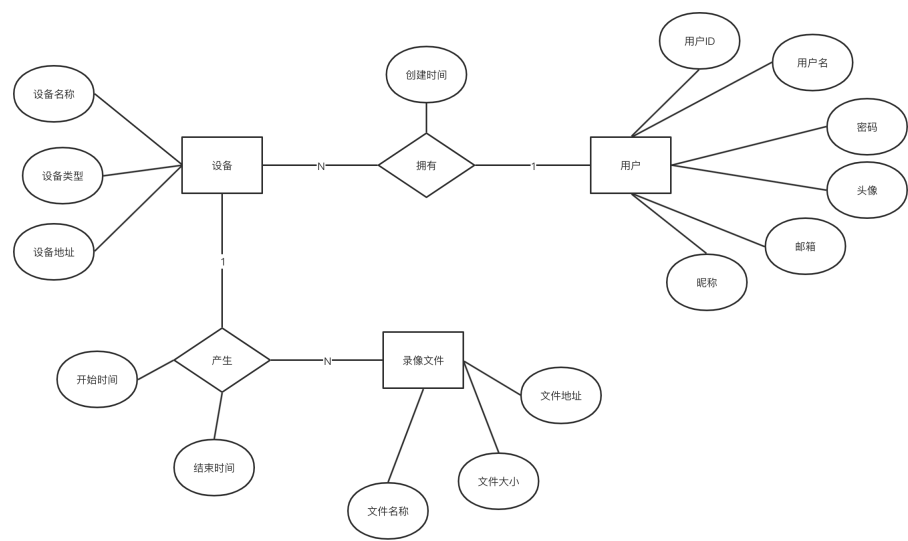 用户ID
用户名
创建时间
设备名称
密码
设备
N
拥有
1
用户
设备类型
头像
设备地址
邮箱
1
昵称
产生
N
录像文件
开始时间
文件地址
结束时间
文件大小
文件名称